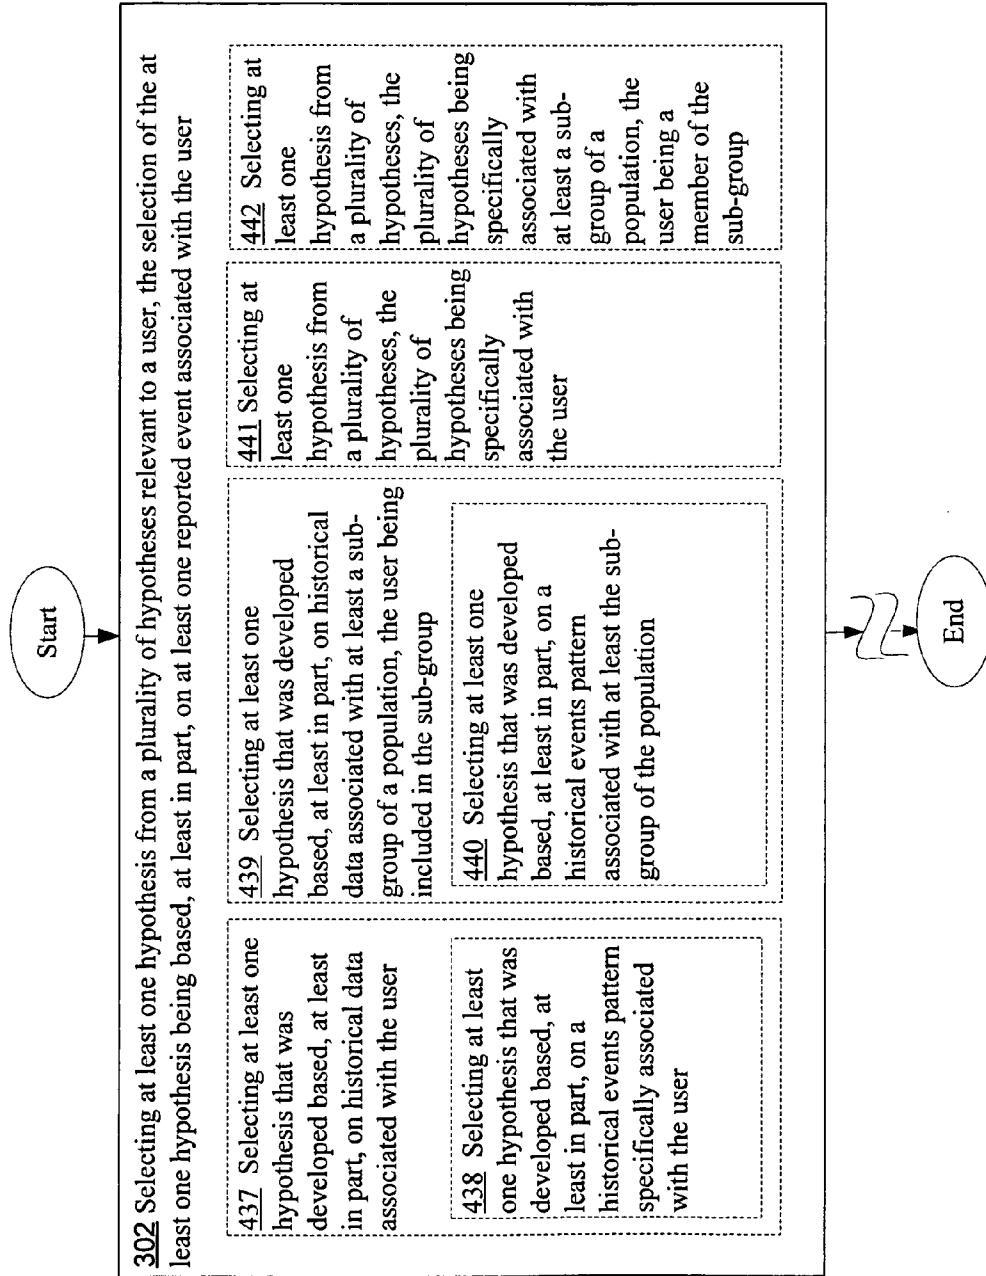 Start
302 Selecting at least one hypothesis from a plurality of hypotheses relevant to a user, the selection of the at
least one hypothesis being based, at least in part, on at least one reported event associated with the user
437 Selecting at least one
hypothesis that was
developed based, at least
in part, on historical data
associated with the user
438 Selecting at least
one hypothesis that was
developed based, at
least in part, on a
historical events pattern
specifically associated
with the user
439 Selecting at least one
hypothesis that was developed
based, at least in part, on historical
data associated with at least a sub-
group of a population, the user being
included in the sub-group
440 Selecting at least one
hypothesis that was developed
based, at least in part, on a
historical events pattern
associated with at least the sub-
group of the population
441 Selecting at
least one
hypothesis from
a plurality of
hypotheses, the
plurality of
hypotheses being
specifically
associated with
the user
442 Selecting at
least one
hypothesis from
a plurality of
hypotheses, the
plurality of
hypotheses being
specifically
associated with
at least a sub-
group of a
population, the
user being a
member of the
sub-group
End